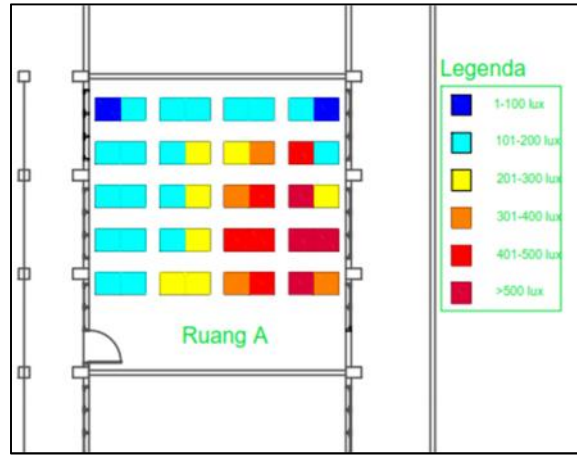 Legenda
1-100 lux
101-200 lux
201-300 lux
301-400 lux
401-500 lux
>500 lux
Ruang A